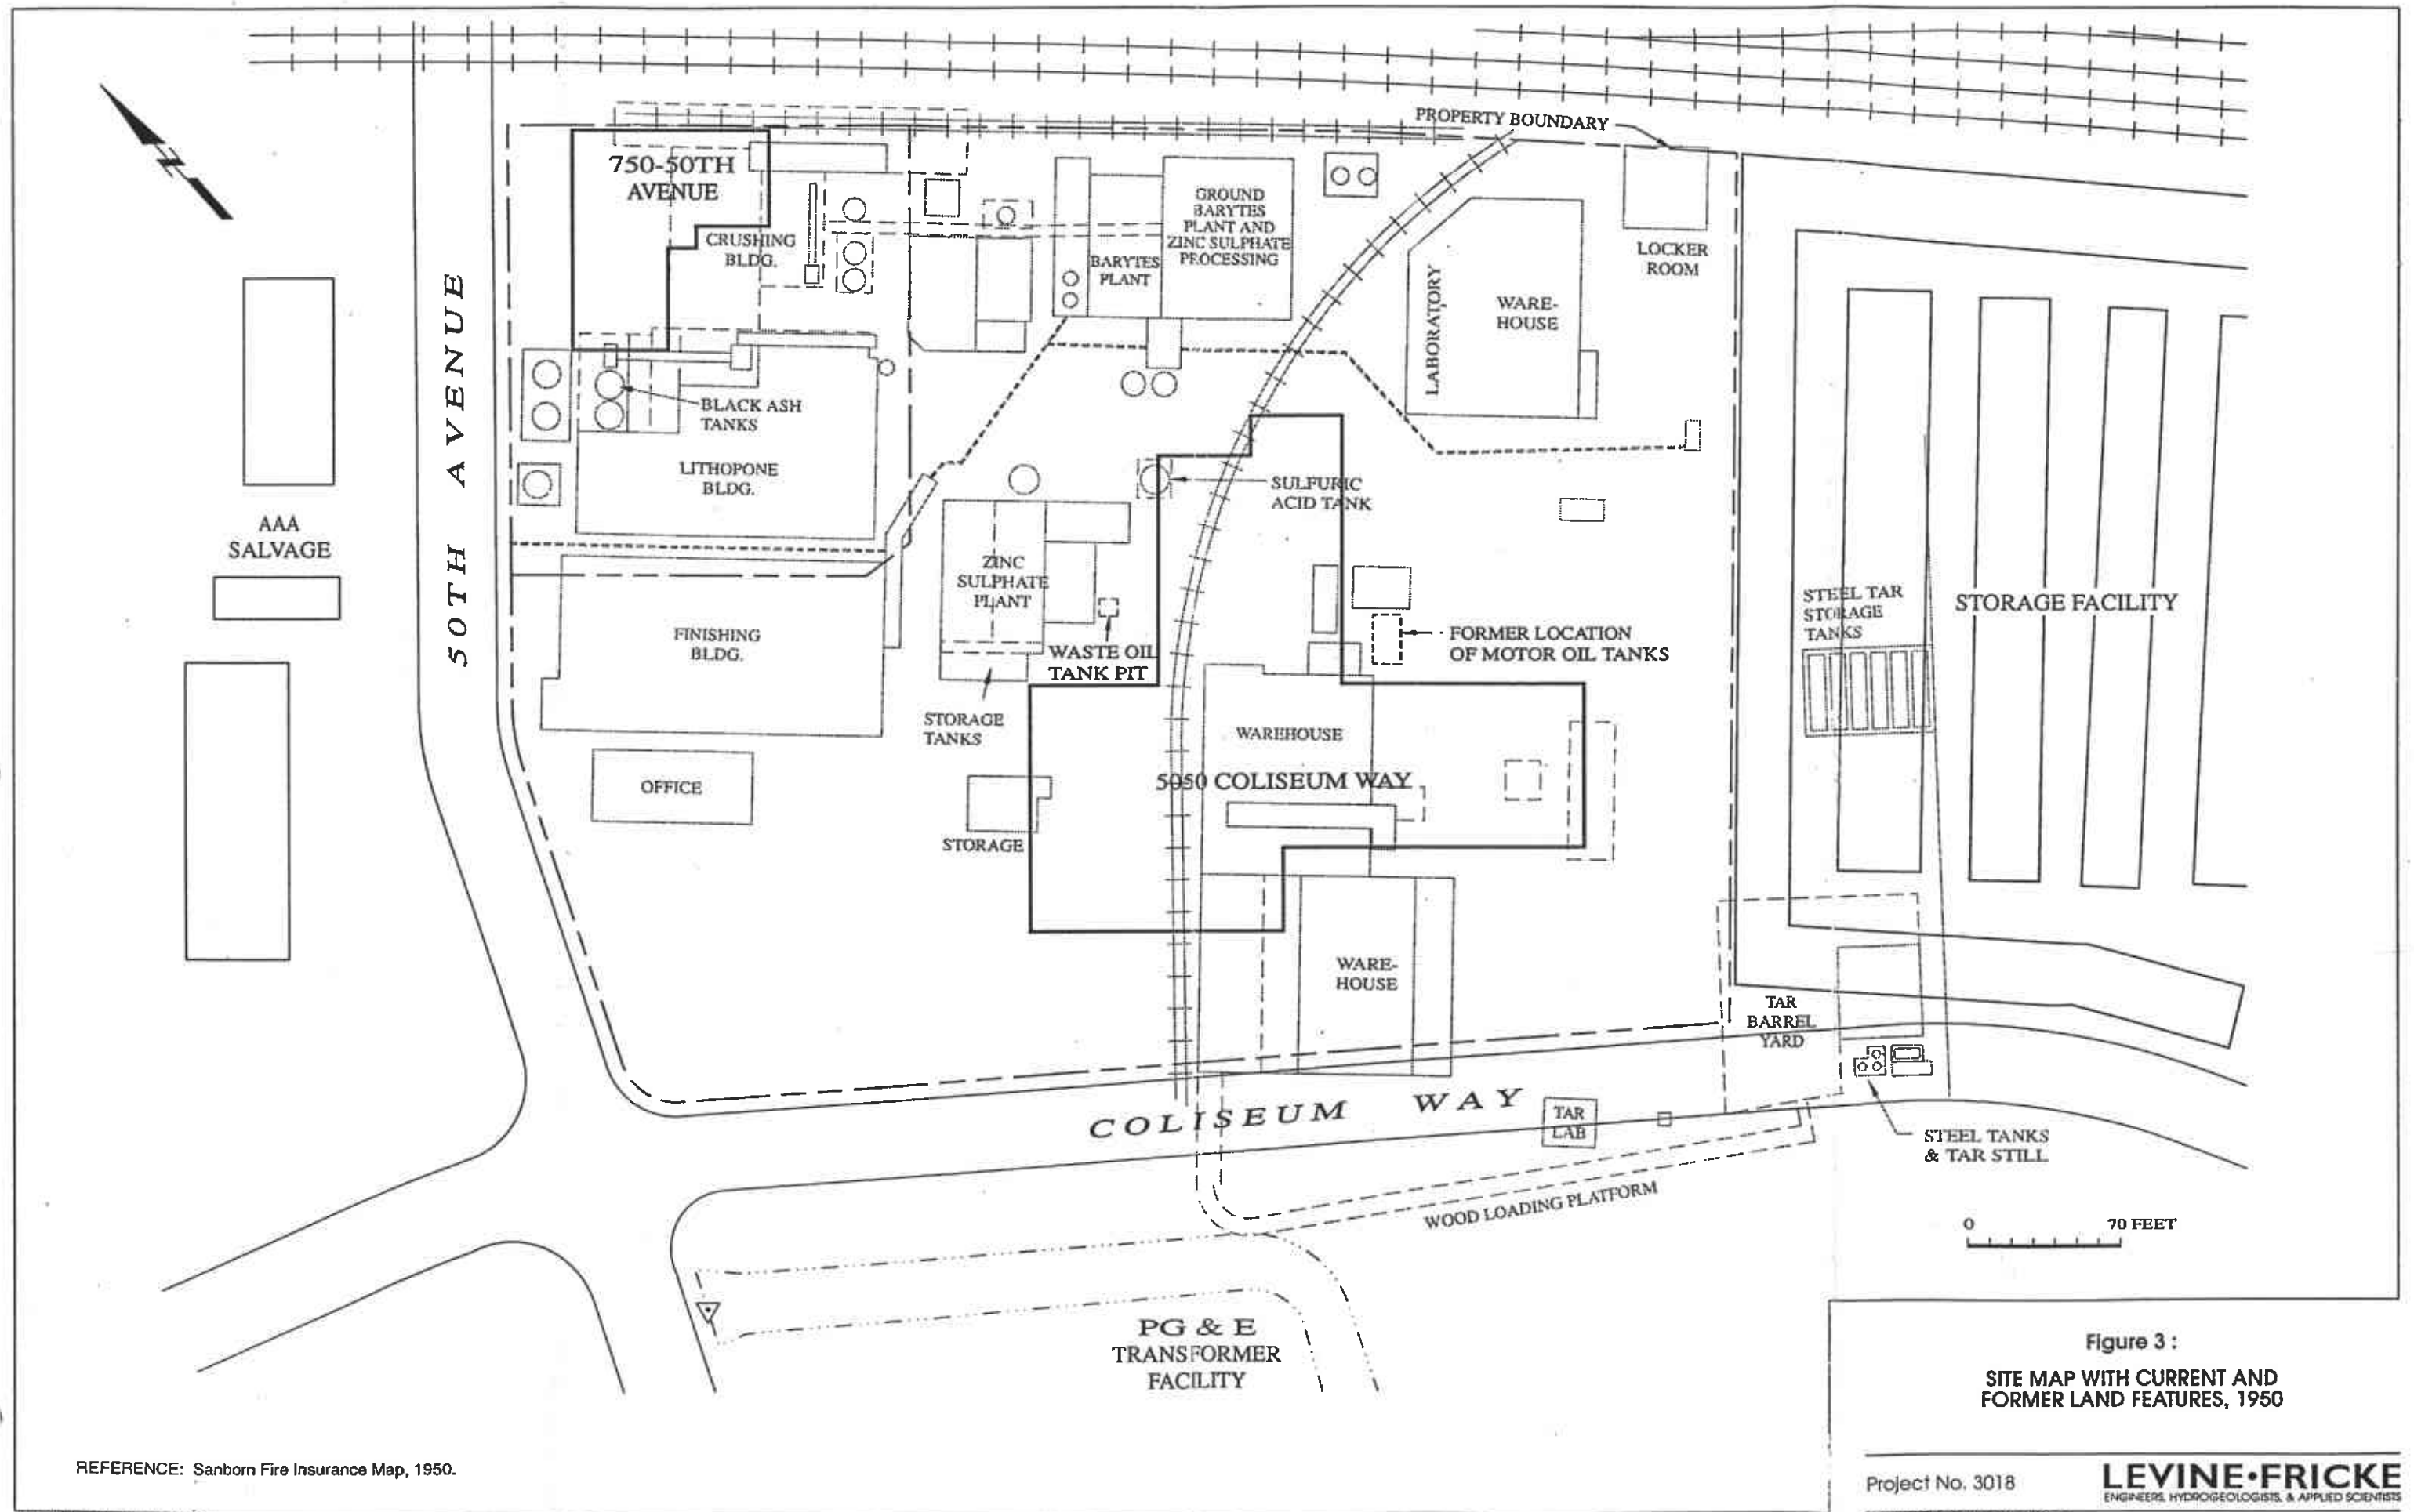 PROPERTY BOUNDARY
750-50TH
AVENUE
CRUSHING
BLDG.
GROUND
BARYTES
PLANT AND
ZINC SULPHATE
PROCESSING
BARYTES
PLANT
LABORATORY
WARE-
HOUSE
LOCKER
ROOM
50TH AVENUE
BLACK ASH
TANKS
LITHOPONE
BLDG.
SULFURIC
ACID TANK
AAA
SALVAGE
ZINC
SULPHATE
PLANT
STEEL TAR
STORAGE
TANKS
STORAGE FACILITY
FINISHING
BLDG.
WASTE OIL
TANK PIT
FORMER LOCATION
OF MOTOR OIL TANKS
STORAGE
TANKS
WAREHOUSE
OFFICE
5050 COLISEUM WAY
STORAGE
WARE-
HOUSE
TAR
BARREL
YARD
COLISEUM WAY
TAR
LAB
STEEL TANKS
& TAR STILL
WOOD LOADING PLATFORM
0 70 FEET
PG & E
TRANSFORMER
FACILITY
Figure 3 :
SITE MAP WITH CURRENT AND
FORMER LAND FEATURES, 1950
REFERENCE: Sanborn Fire Insurance Map, 1950.
Project No. 3018
LEVINE•FRICKE
ENGINEERS, HYDROGEOLOGISTS, & APPLIED SCIENTISTS